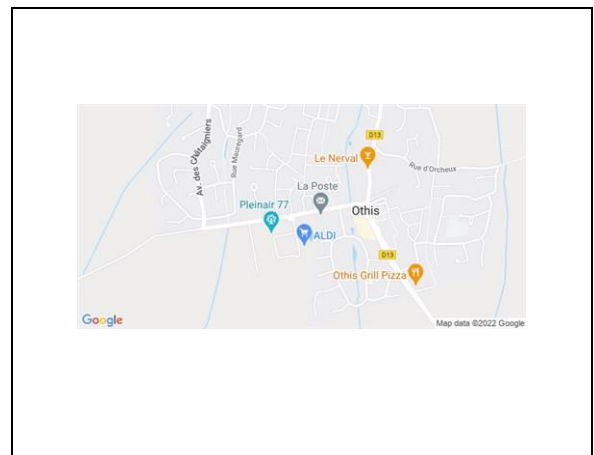 D13
Le Nerval
Rue d'Orcheux
Av. des Châtaigniers
Rue Mauregard
La Poste
Pleinair 77
Othis
ALDI
D13
Othis Grill Pizza
Google
Map data ©2022 Google